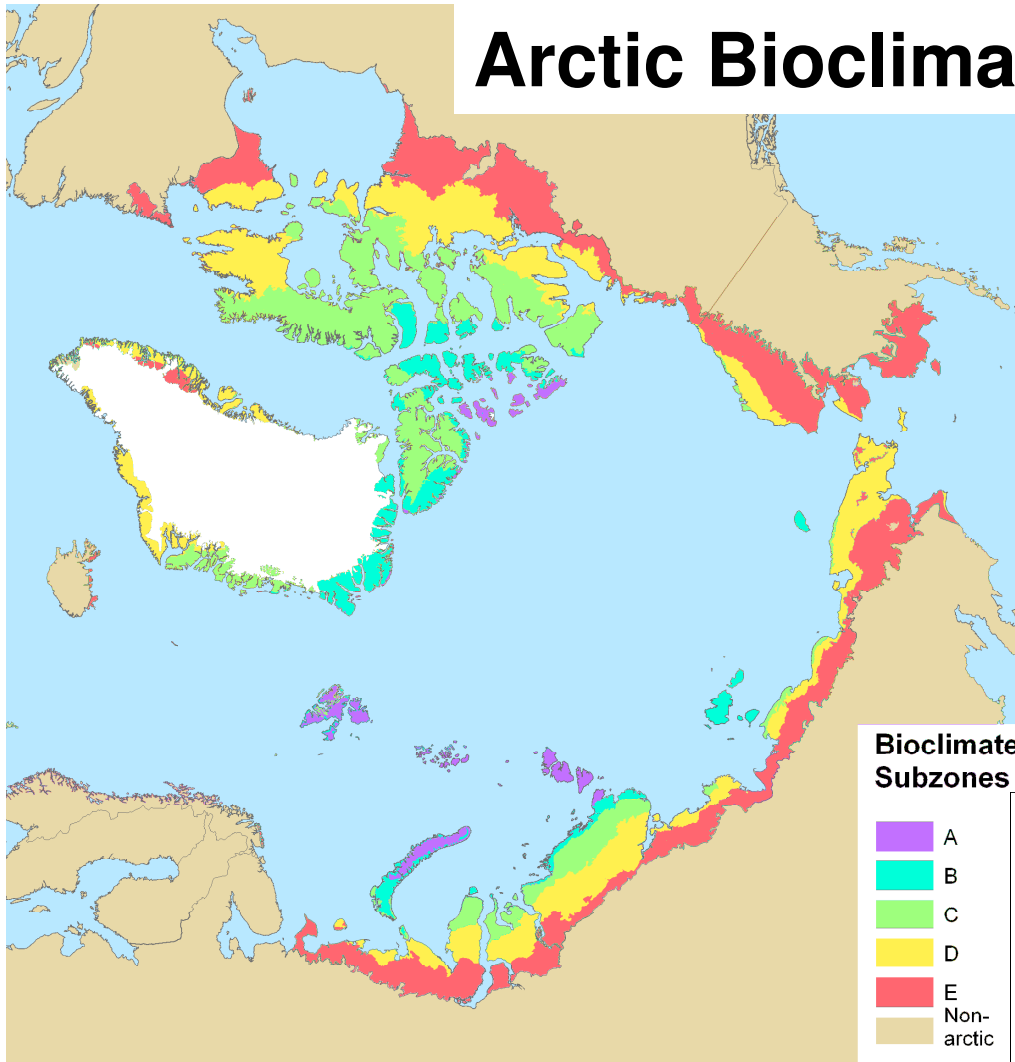 Arctic Bioclima
Bioclimate
Subzones
A
B
C
D
E
Non-
arctic